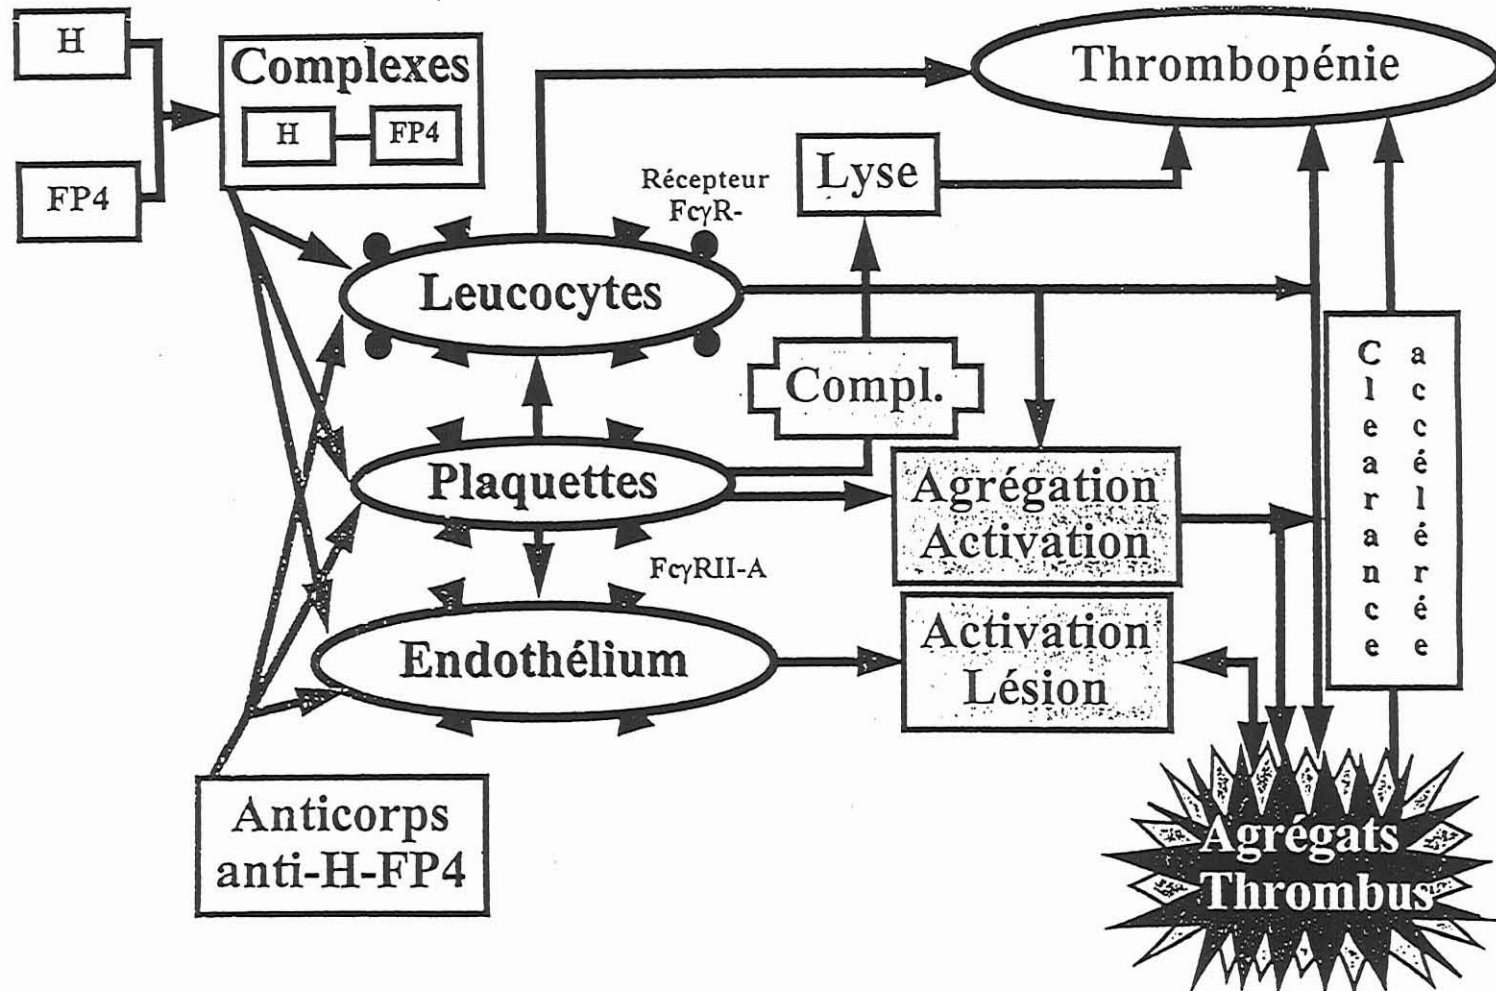 H
Complexes
H
FP4
FP4
Thrombopénie
Lyse
Récepteur
FcγR-
Leucocytes
Compl.
Plaquettes
Agrégation
Activation
FcγRII-A
Endothélium
Activation
Lésion
Clearance
accélérée
Anticorps
anti-H-FP4
Agrégats
Thrombus